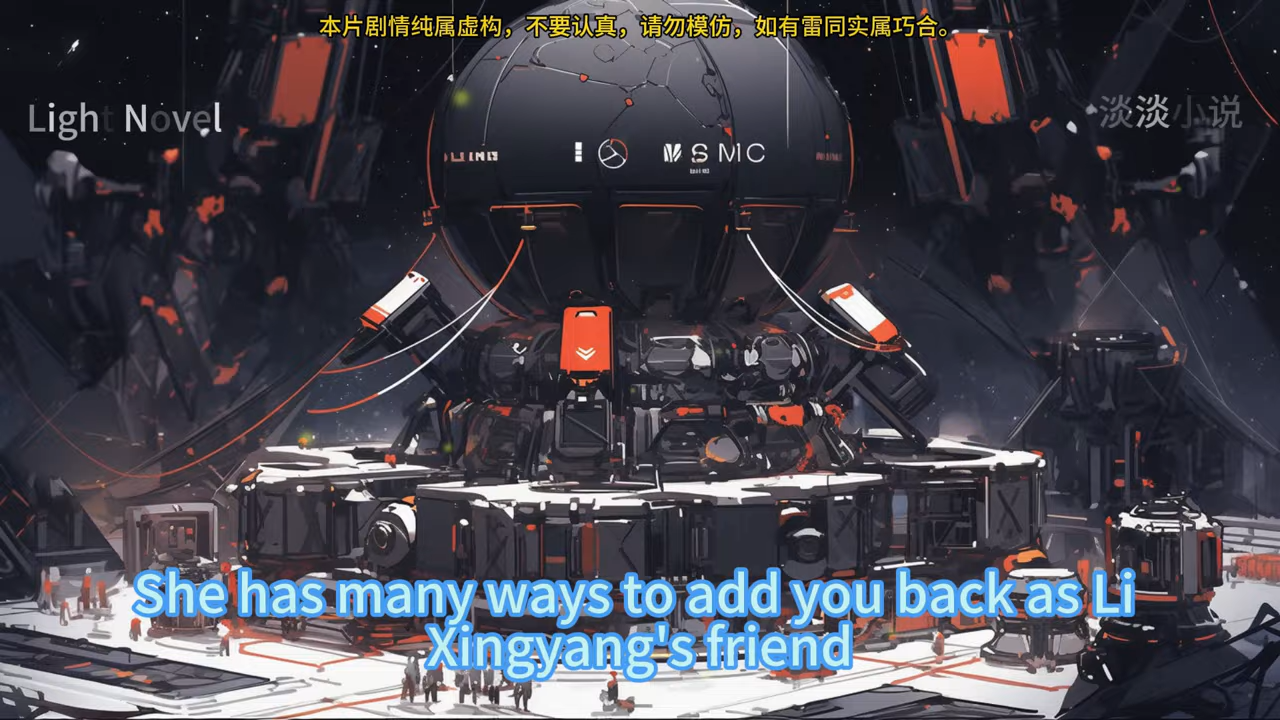 本片剧情纯属虚构，不要认真，请勿模仿，如有雷同实属巧合。
Light Novel
淡淡小说
SMC
She has many ways to add you back as Li
Xingyang's friend